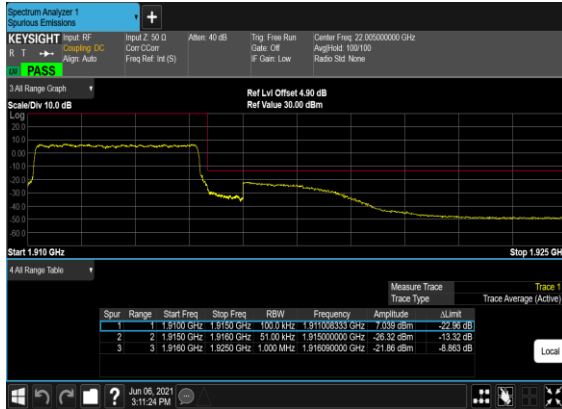 Spectrum Analyzer 1
Spurious Emissions
KEYSIGHT Input: RF Input Z: 50 Ω Atten: 40 dB Trig: Free Run Center Freq: 22.005000000 GHz
R T Coupling: DC Corr CCorr Gate: Off Avg|Hold: 100/100
Align: Auto Freq Ref: Int (S) IF Gain: Low Radio Std: None
PASS
3 All Range Graph
Ref Lvl Offset 4.90 dB
Scale/Div 10.0 dB Ref Value 30.00 dBm
Log
20.0
10.0
0.00
-10.0
-20.0
-30.0
-40.0
-50.0
-60.0
Start 1.910 GHz Stop 1.925 GH
4 All Range Table
Measure Trace Trace 1
Trace Type Trace Average (Active)
Spur Range Start Freq Stop Freq RBW Frequency Amplitude ΔLimit
1 1 1.9100 GHz 1.9150 GHz 100.0 kHz 1.911008333 GHz 7.039 dBm -22.96 dB
2 2 1.9150 GHz 1.9160 GHz 51.00 kHz 1.915000000 GHz -26.32 dBm -13.32 dB
3 3 1.9160 GHz 1.9250 GHz 1.000 MHz 1.916090000 GHz -21.86 dBm -8.863 dB
Local
? Jun 06, 2021
3:11:24 PM